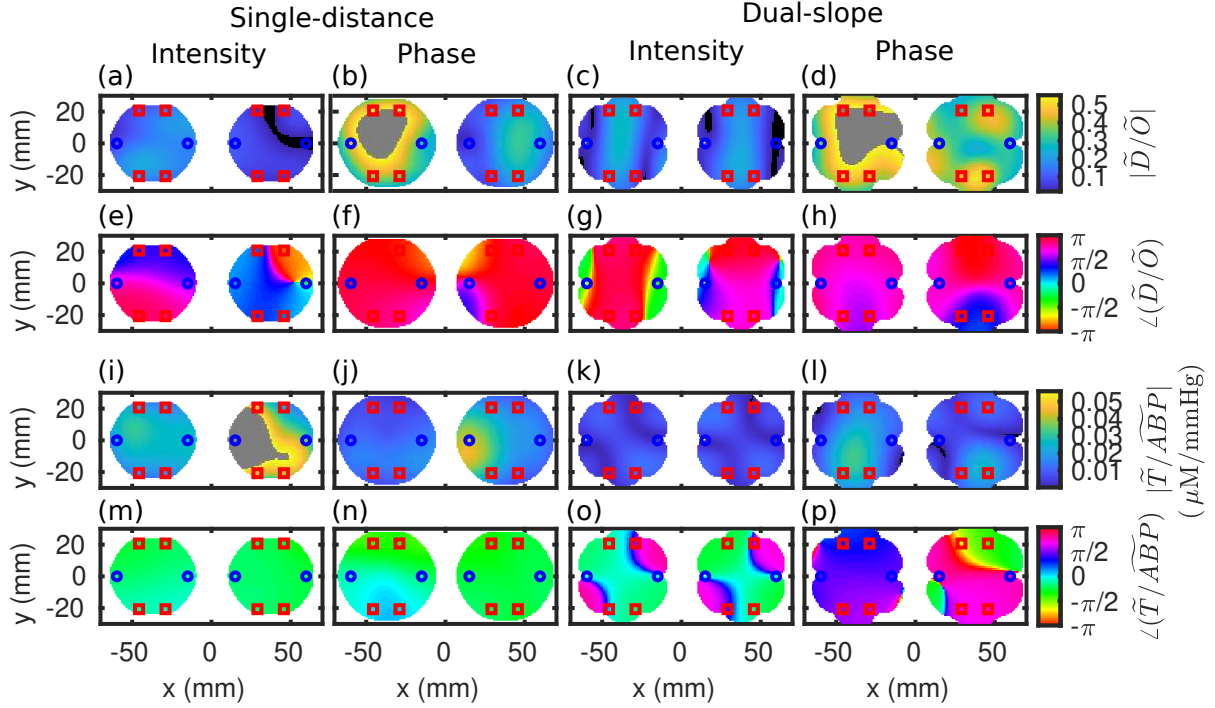 Single-distance Dual-slope
Intensity Phase Intensity Phase
(a) (b) (c) (d)
20
0
-20
y (mm)
0.5
0.4
0.3
0.2
0.1
|D̃/Õ|
(e) (f) (g) (h)
20
0
-20
y (mm)
π
π/2
0
-π/2
-π
∠(D̃/Õ)
(i) (j) (k) (l)
20
0
-20
y (mm)
0.05
0.04
0.03
0.02
0.01
|T̃/ÃBP|
(μM/mmHg)
(m) (n) (o) (p)
20
0
-20
y (mm)
π
π/2
0
-π/2
-π
∠(T̃/ÃBP)
-50 0 50 -50 0 50 -50 0 50 -50 0 50
x (mm) x (mm) x (mm) x (mm)